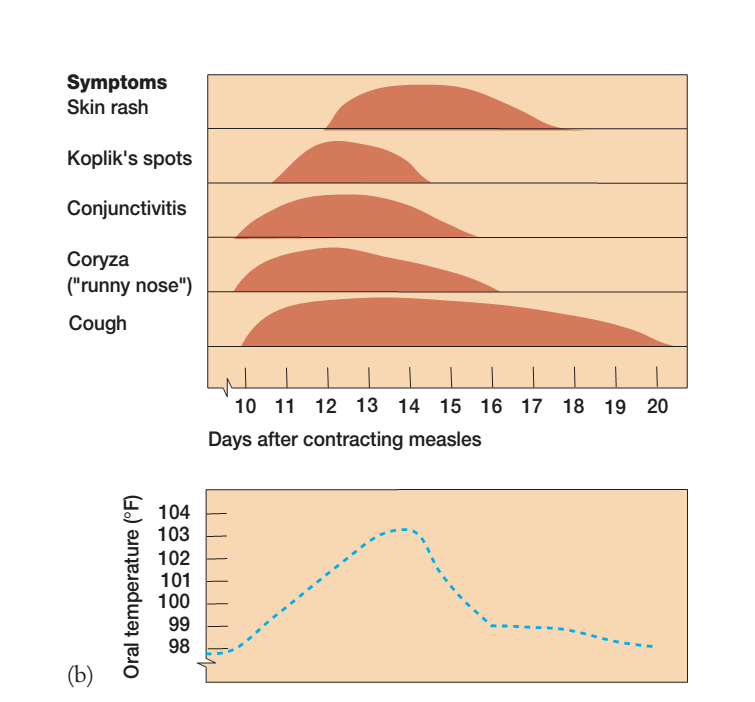 Symptoms
Skin rash
Koplik's spots
Conjunctivitis
Coryza
("runny nose")
Cough
10 11 12 13 14 15 16 17 18 19 20
Days after contracting measles
Oral temperature (°F)
104
103
102
101
100
99
98
(b)